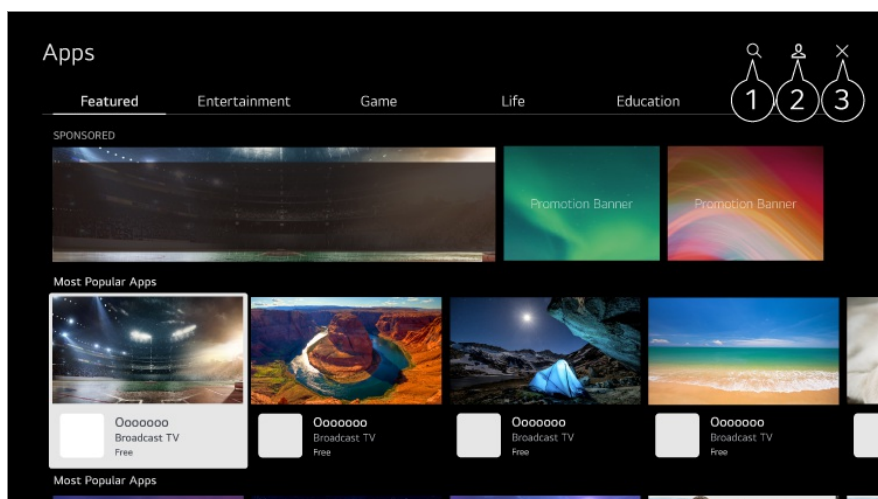 Apps
1 2 3
Featured Entertainment Game Life Education
SPONSORED
Promotion Banner Promotion Banner
Most Popular Apps
Ooooooo Ooooooo Ooooooo Ooooooo
Broadcast TV Broadcast TV Broadcast TV Broadcast TV
Free Free Free Free
Most Popular Apps